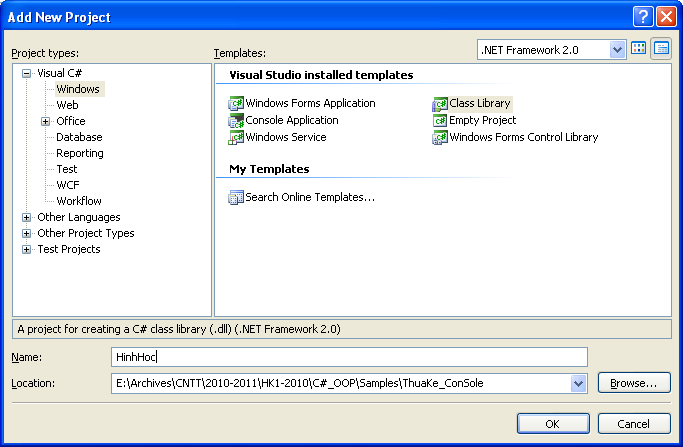 Add New Project
Project types:
Templates:
.NET Framework 2.0
Visual C#
Windows
Web
Office
Database
Reporting
Test
WCF
Workflow
Other Languages
Other Project Types
Test Projects
Visual Studio installed templates
Windows Forms Application
Class Library
Console Application
Empty Project
Windows Service
Windows Forms Control Library
My Templates
Search Online Templates...
A project for creating a C# class library (.dll) (.NET Framework 2.0)
Name:
HinhHoc
Location:
E:\Archives\CNTT\2010-2011\HK1-2010\C#_OOP\Samples\ThuaKe_ConSole
Browse...
OK
Cancel